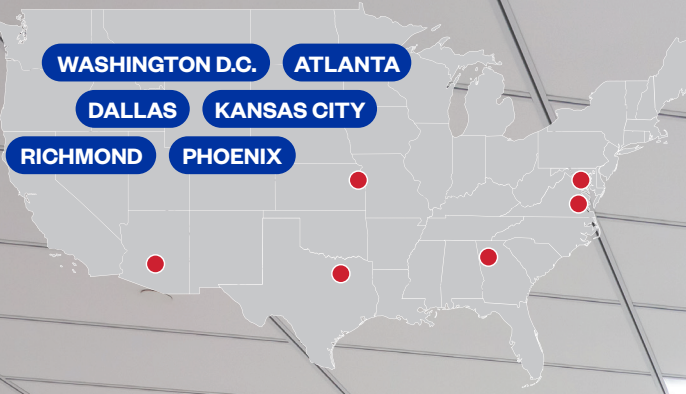 WASHINGTON D.C. ATLANTA
DALLAS KANSAS CITY
RICHMOND PHOENIX